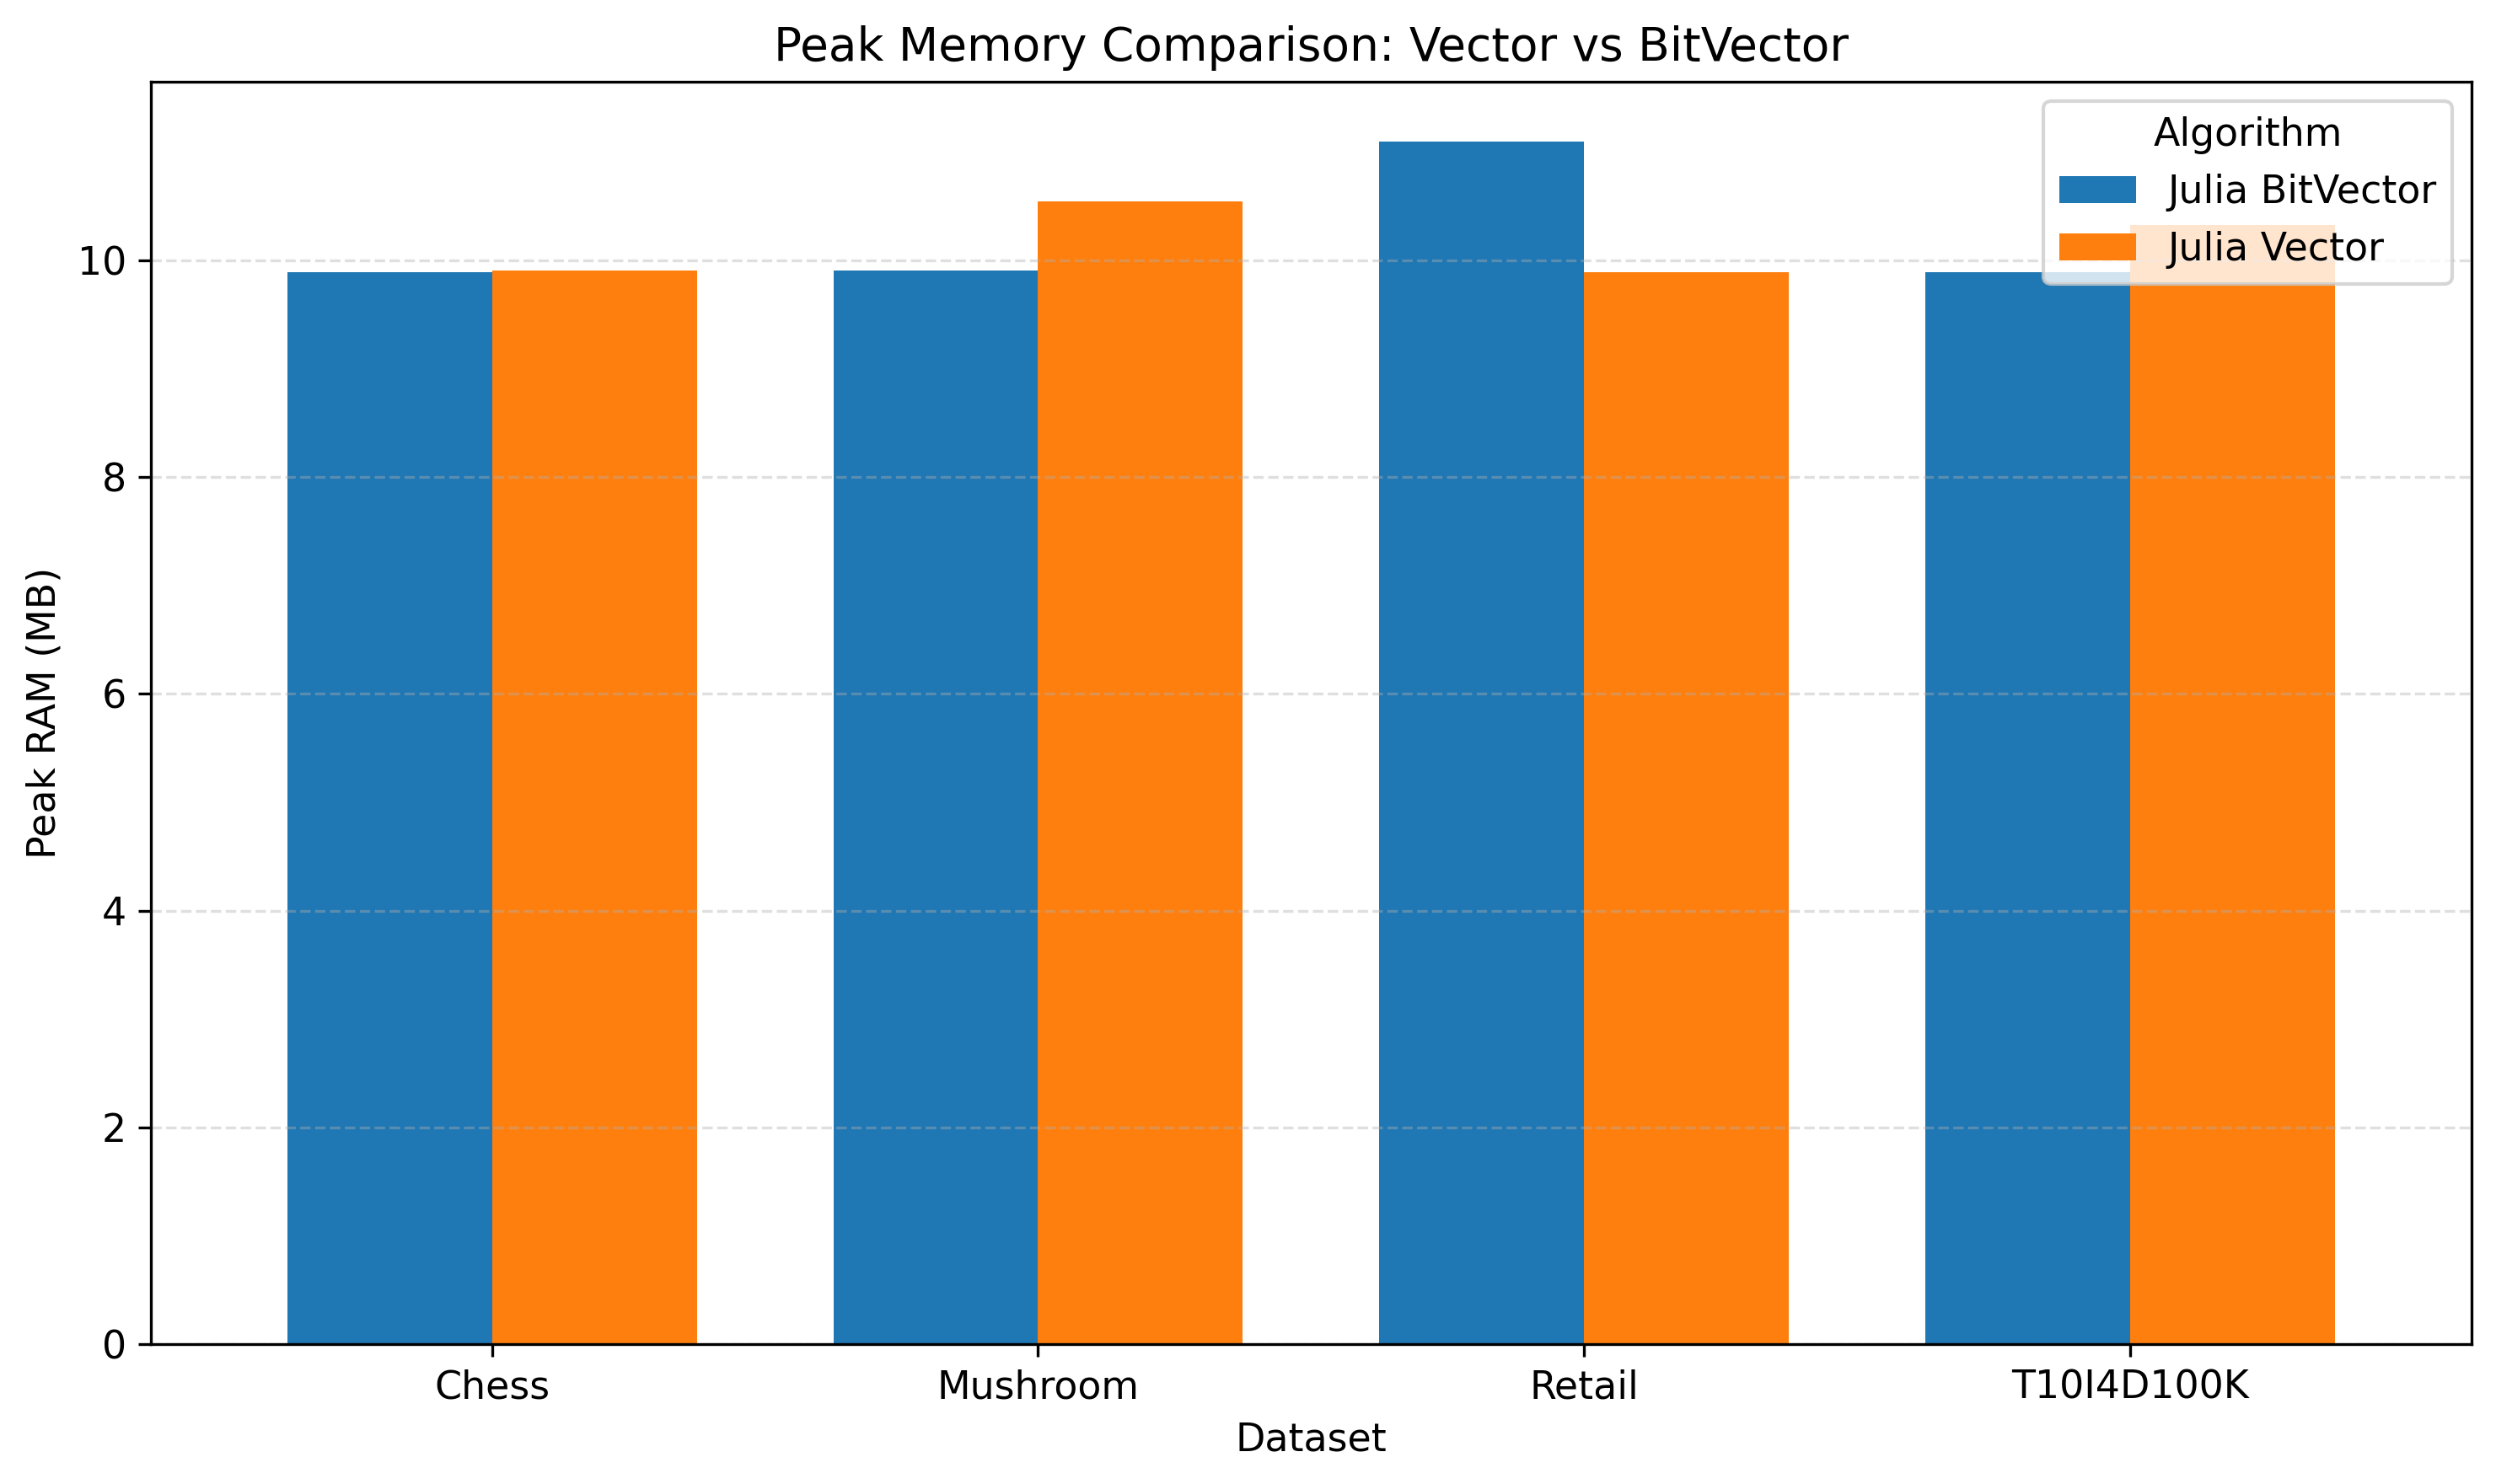 Peak Memory Comparison: Vector vs BitVector
Algorithm
Julia BitVector
Julia Vector
Peak RAM (MB)
10
8
6
4
2
0
Chess Mushroom Retail T10I4D100K
Dataset